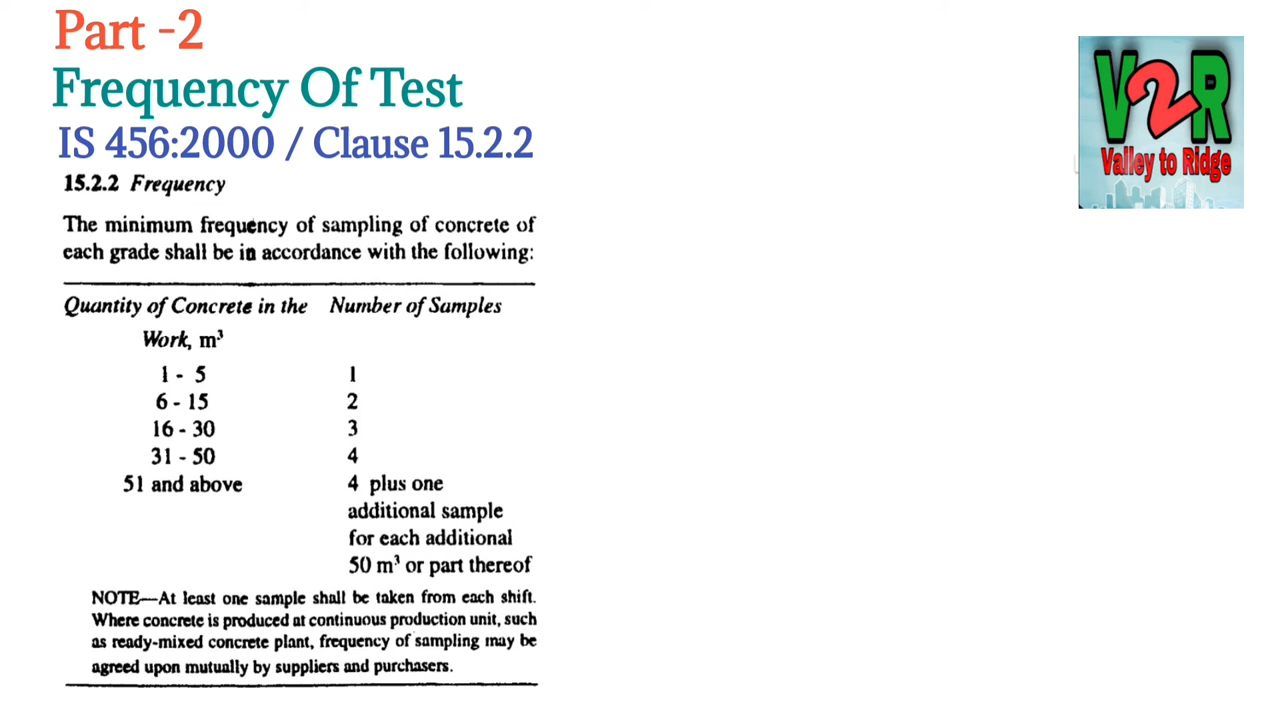 Part -2
Frequency Of Test
IS 456:2000 / Clause 15.2.2
15.2.2 Frequency
The minimum frequency of sampling of concrete of
each grade shall be in accordance with the following:
Quantity of Concrete in the Number of Samples
Work, m³
1 - 5 1
6 - 15 2
16 - 30 3
31 - 50 4
51 and above 4 plus one
additional sample
for each additional
50 m³ or part thereof
NOTE—At least one sample shall be taken from each shift.
Where concrete is produced at continuous production unit, such
as ready-mixed concrete plant, frequency of sampling may be
agreed upon mutually by suppliers and purchasers.
V2R
Valley to Ridge